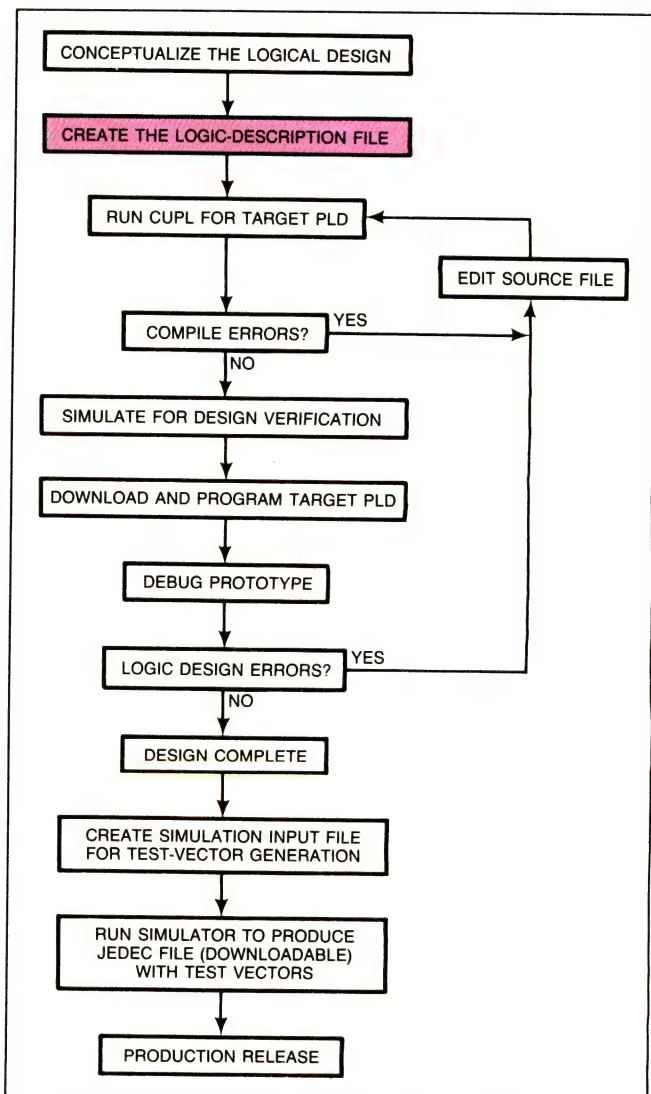 CONCEPTUALIZE THE LOGICAL DESIGN
CREATE THE LOGIC-DESCRIPTION FILE
RUN CUPL FOR TARGET PLD
EDIT SOURCE FILE
COMPILE ERRORS?
YES
NO
SIMULATE FOR DESIGN VERIFICATION
DOWNLOAD AND PROGRAM TARGET PLD
DEBUG PROTOTYPE
LOGIC DESIGN ERRORS?
YES
NO
DESIGN COMPLETE
CREATE SIMULATION INPUT FILE
FOR TEST-VECTOR GENERATION
RUN SIMULATOR TO PRODUCE
JEDEC FILE (DOWNLOADABLE)
WITH TEST VECTORS
PRODUCTION RELEASE